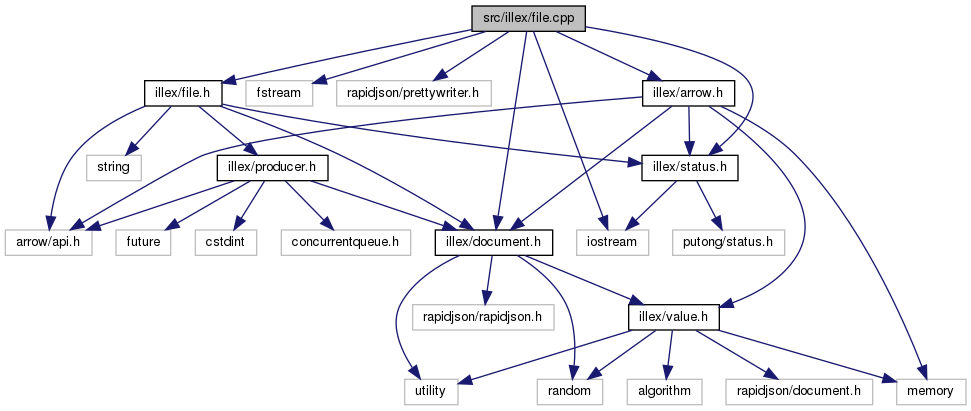 src/illex/file.cpp
illex/file.h
fstream
rapidjson/prettywriter.h
illex/arrow.h
string
illex/producer.h
illex/status.h
arrow/api.h
future
cstdint
concurrentqueue.h
illex/document.h
iostream
putong/status.h
rapidjson/rapidjson.h
illex/value.h
utility
random
algorithm
rapidjson/document.h
memory